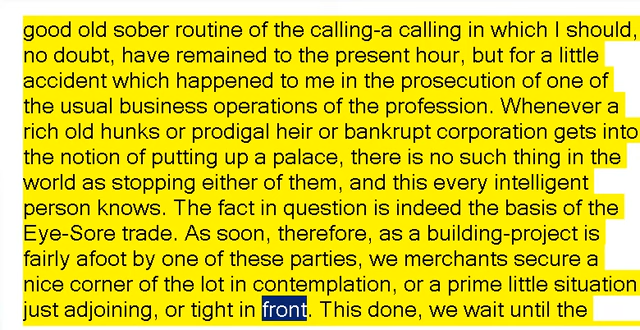 good old sober routine of the calling-a calling in which I should,
no doubt, have remained to the present hour, but for a little
accident which happened to me in the prosecution of one of
the usual business operations of the profession. Whenever a
rich old hunks or prodigal heir or bankrupt corporation gets into
the notion of putting up a palace, there is no such thing in the
world as stopping either of them, and this every intelligent
person knows. The fact in question is indeed the basis of the
Eye-Sore trade. As soon, therefore, as a building-project is
fairly afoot by one of these parties, we merchants secure a
nice corner of the lot in contemplation, or a prime little situation
just adjoining, or tight in front. This done, we wait until the